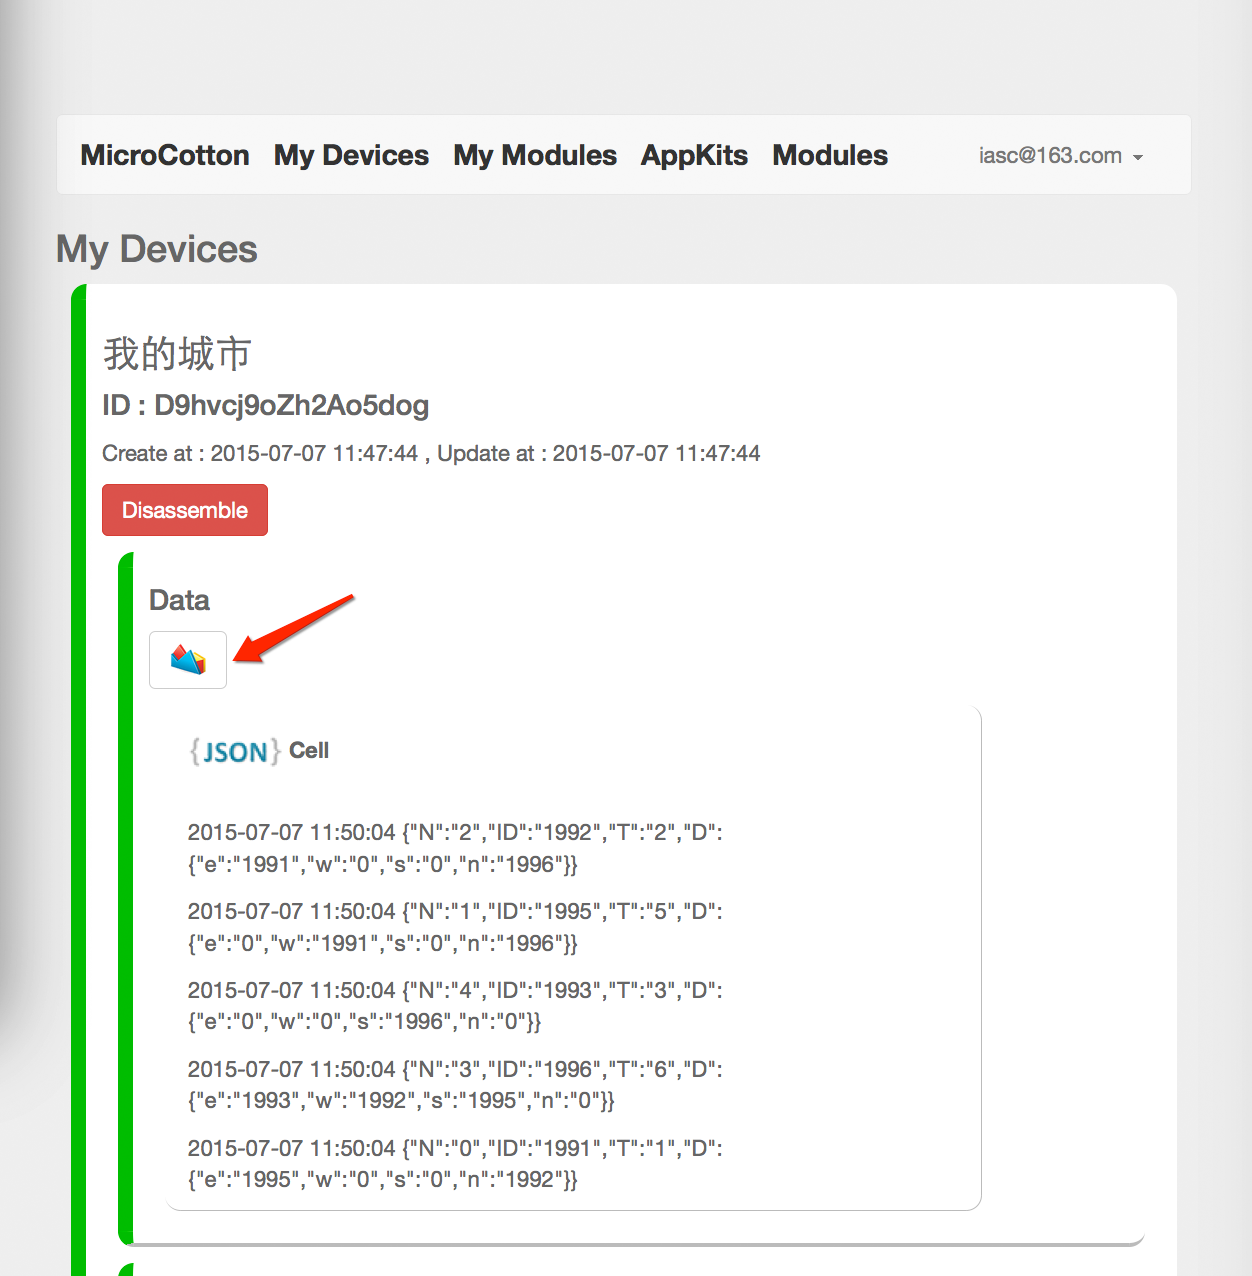 MicroCotton My Devices My Modules AppKits Modules iasc@163.com
My Devices
我的城市
ID : D9hvcj9oZh2Ao5dog
Create at : 2015-07-07 11:47:44 , Update at : 2015-07-07 11:47:44
Disassemble
Data
{JSON} Cell
2015-07-07 11:50:04 {"N":"2","ID":"1992","T":"2","D":
{"e":"1991","w":"0","s":"0","n":"1996"}}
2015-07-07 11:50:04 {"N":"1","ID":"1995","T":"5","D":
{"e":"0","w":"1991","s":"0","n":"1996"}}
2015-07-07 11:50:04 {"N":"4","ID":"1993","T":"3","D":
{"e":"0","w":"0","s":"1996","n":"0"}}
2015-07-07 11:50:04 {"N":"3","ID":"1996","T":"6","D":
{"e":"1993","w":"1992","s":"1995","n":"0"}}
2015-07-07 11:50:04 {"N":"0","ID":"1991","T":"1","D":
{"e":"1995","w":"0","s":"0","n":"1992"}}